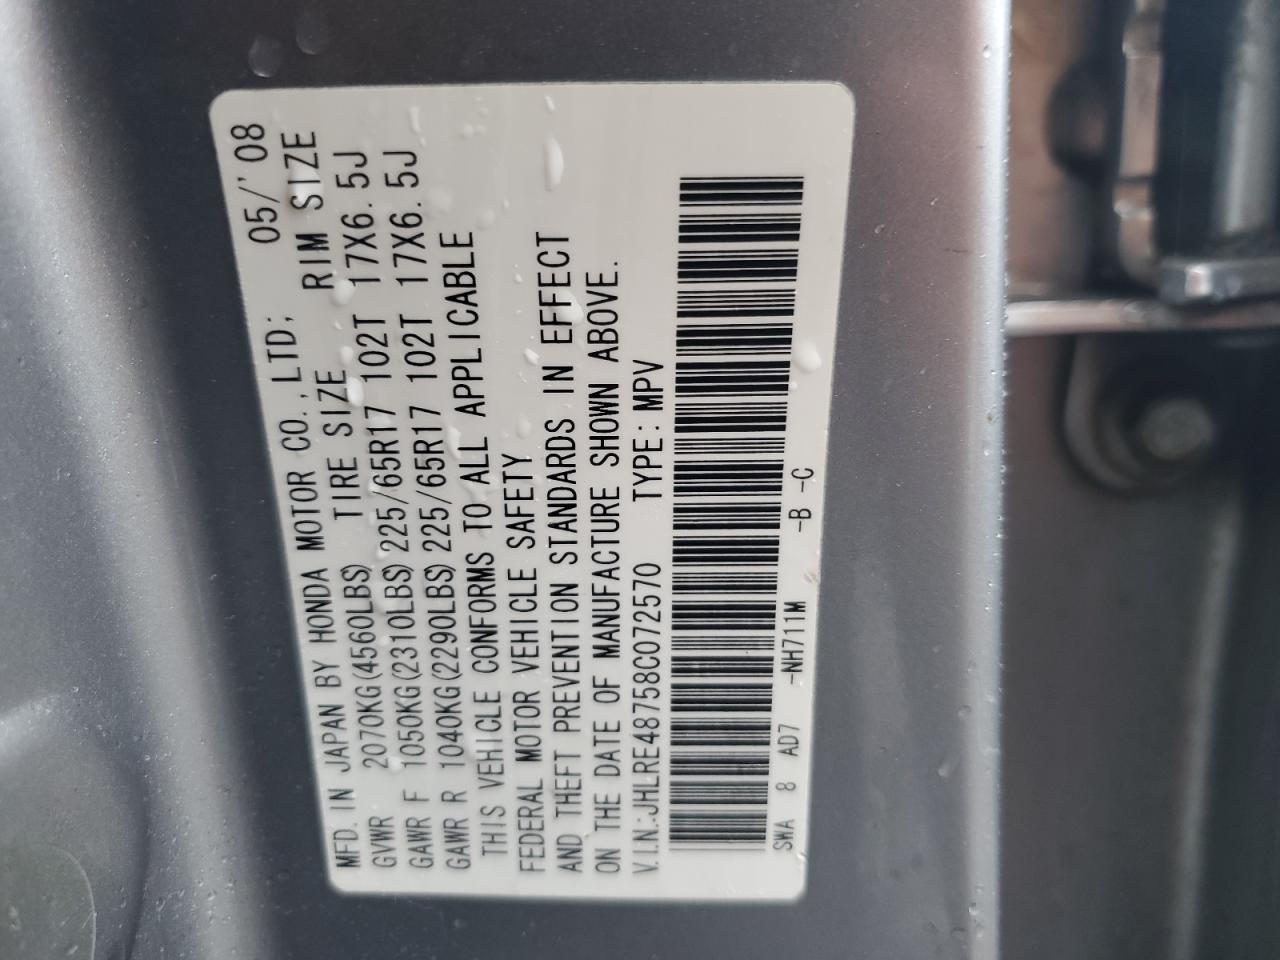 MFD. IN JAPAN BY HONDA MOTOR CO., LTD; 05/'08
GVWR 2070KG(4560LBS) TIRE SIZE RIM SIZE
GAWR F 1050KG(2310LBS) 225/65R17 102T 17X6.5J
GAWR R 1040KG(2290LBS) 225/65R17 102T 17X6.5J
THIS VEHICLE CONFORMS TO ALL APPLICABLE
FEDERAL MOTOR VEHICLE SAFETY
AND THEFT PREVENTION STANDARDS IN EFFECT
ON THE DATE OF MANUFACTURE SHOWN ABOVE.
V.I.N.:JHLRE48758C072570 TYPE:MPV
SWA 8 AD7 -NH711M -B -C